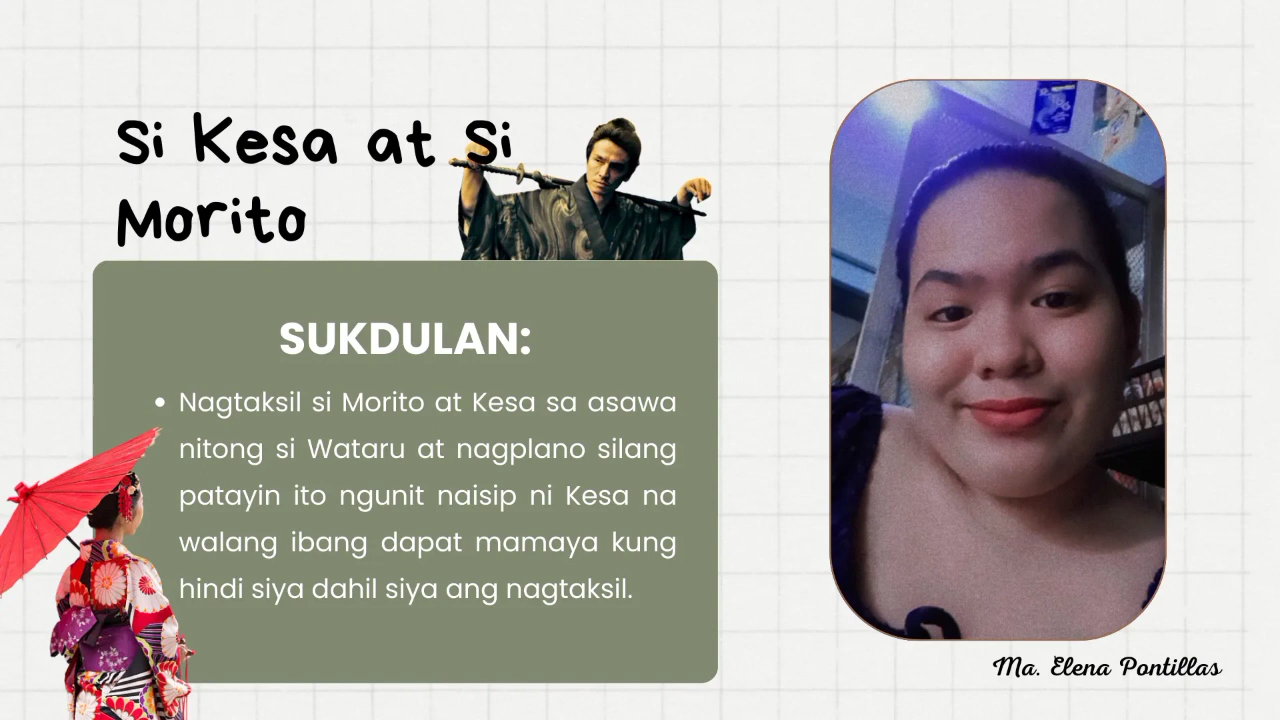 Si Kesa at Si
Morito
SUKDULAN:
• Nagtaksil si Morito at Kesa sa asawa
nitong si Wataru at nagplano silang
patayin ito ngunit naisip ni Kesa na
walang ibang dapat mamaya kung
hindi siya dahil siya ang nagtaksil.
Ma. Elena Pontillas